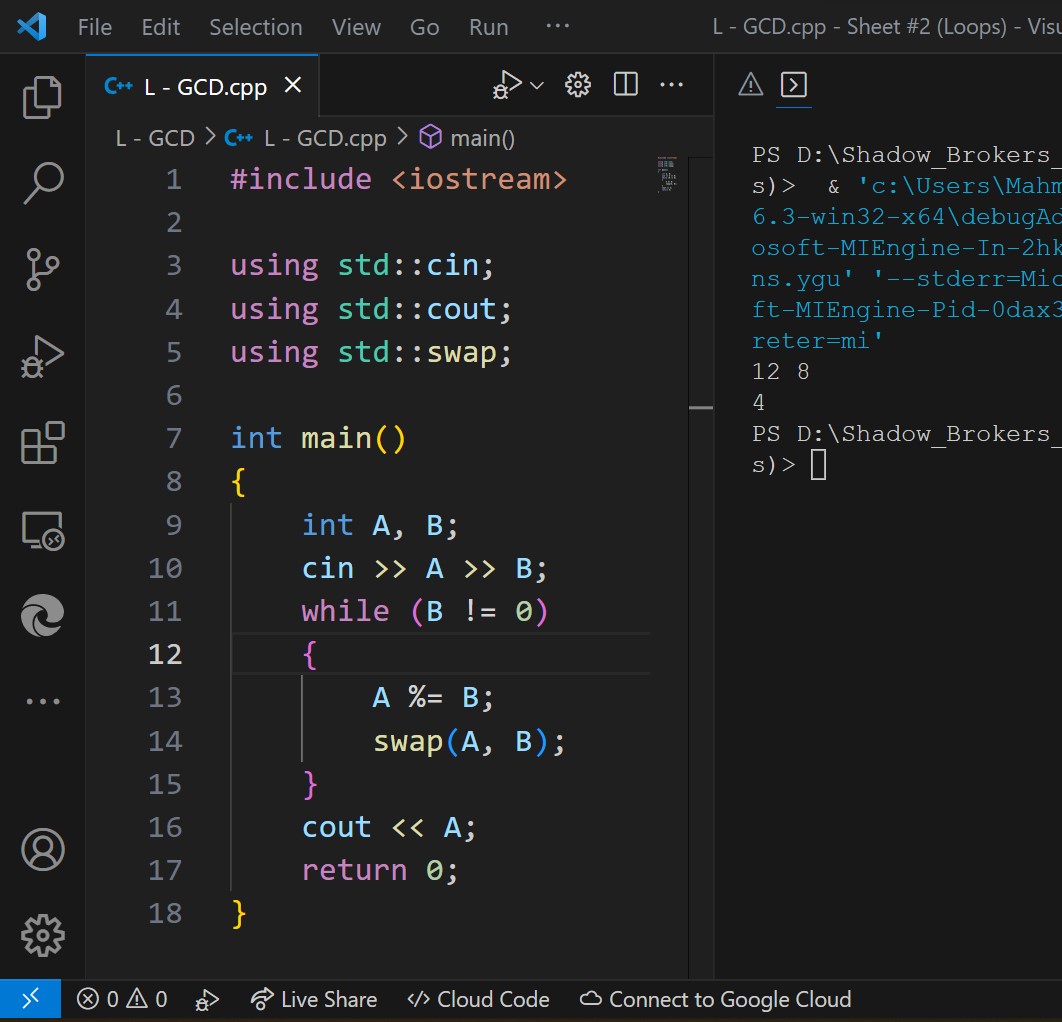 File Edit Selection View Go Run ··· L - GCD.cpp - Sheet #2 (Loops) - Visu
C++ L - GCD.cpp ×
L - GCD > C++ L - GCD.cpp > main()
1 #include <iostream>
2
3 using std::cin;
4 using std::cout;
5 using std::swap;
6
7 int main()
8 {
9 int A, B;
10 cin >> A >> B;
11 while (B != 0)
12 {
13 A %= B;
14 swap(A, B);
15 }
16 cout << A;
17 return 0;
18 }
PS D:\Shadow_Brokers_
s)> & 'c:\Users\Mahm
6.3-win32-x64\debugAd
osoft-MIEngine-In-2hk
ns.ygu' '--stderr=Mic
ft-MIEngine-Pid-0dax3
reter=mi'
12 8
4
PS D:\Shadow_Brokers_
s)>
0 0 Live Share Cloud Code Connect to Google Cloud